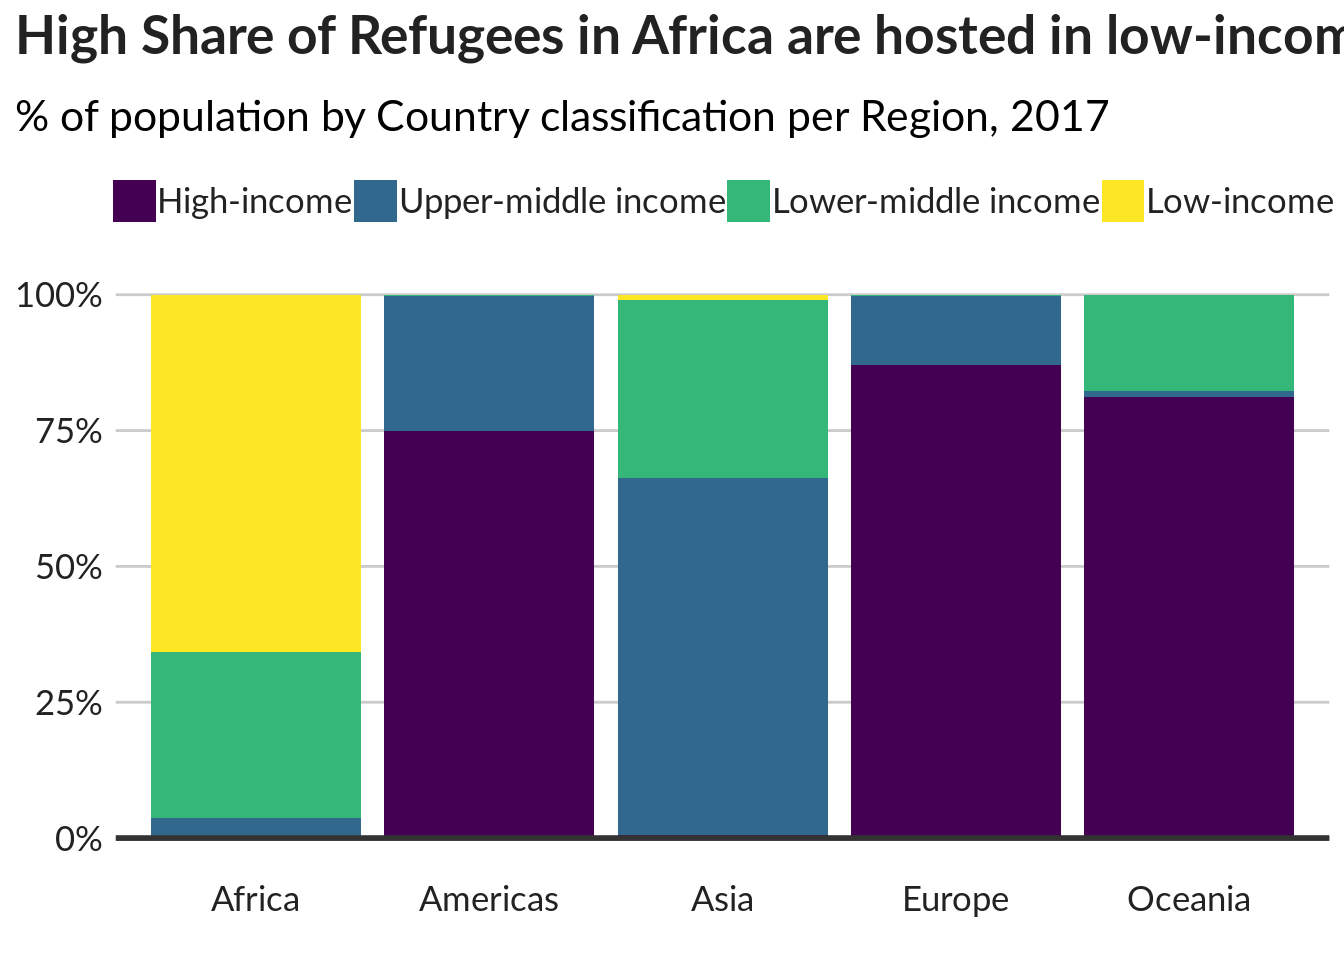 High Share of Refugees in Africa are hosted in low-incom
% of population by Country classification per Region, 2017
High-income Upper-middle income Lower-middle income Low-income
100%
75%
50%
25%
0%
Africa Americas Asia Europe Oceania